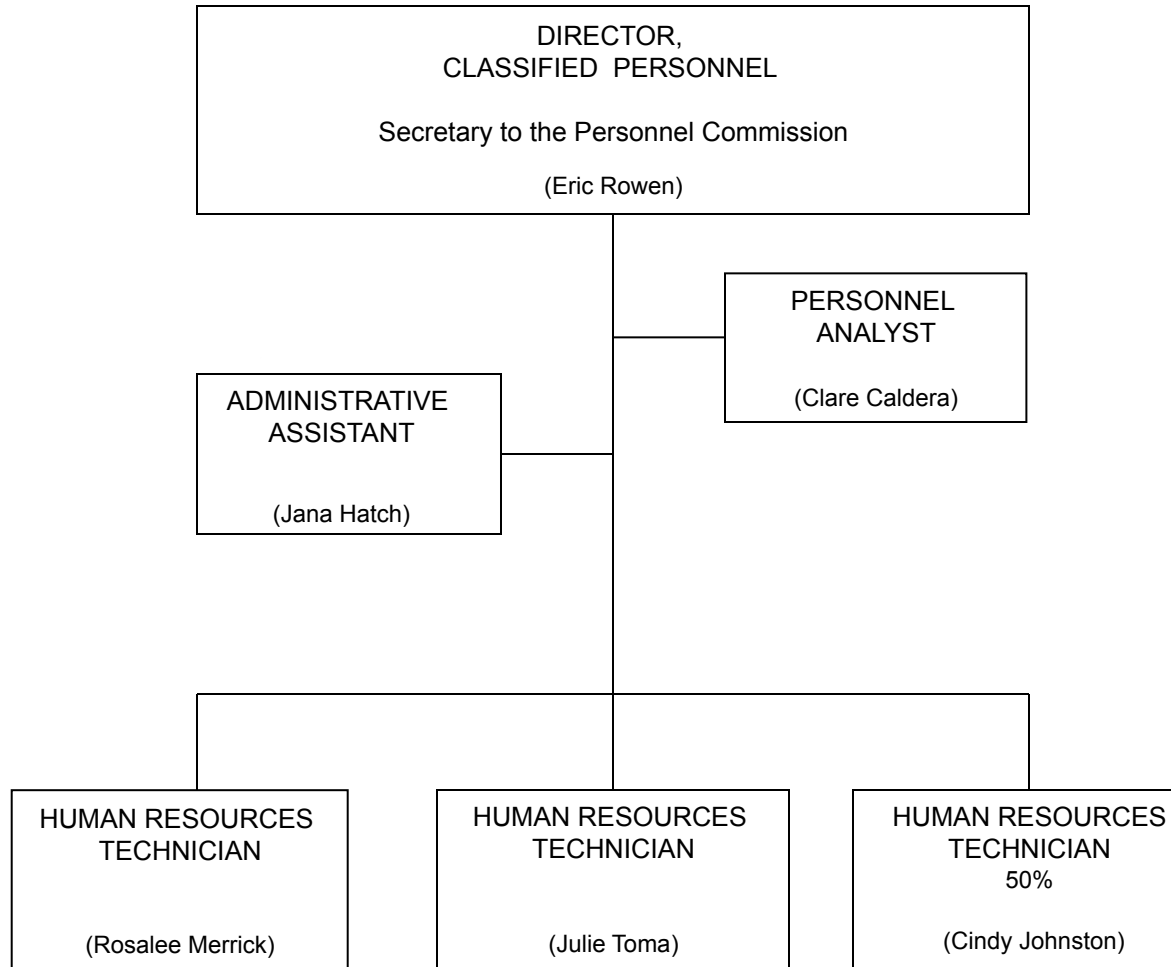 DIRECTOR,
CLASSIFIED PERSONNEL
Secretary to the Personnel Commission
(Eric Rowen)
PERSONNEL
ANALYST
(Clare Caldera)
ADMINISTRATIVE
ASSISTANT
(Jana Hatch)
HUMAN RESOURCES
TECHNICIAN
(Rosalee Merrick)
HUMAN RESOURCES
TECHNICIAN
(Julie Toma)
HUMAN RESOURCES
TECHNICIAN
50%
(Cindy Johnston)